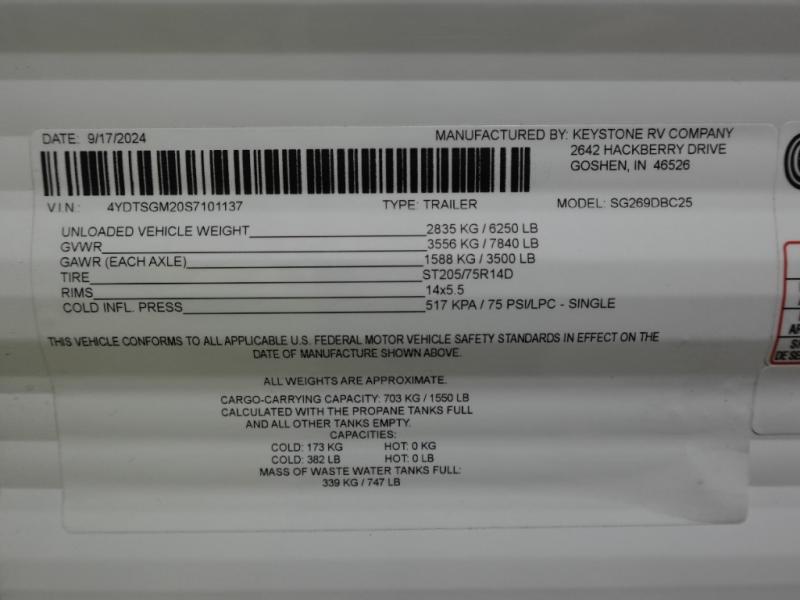 DATE: 9/17/2024 MANUFACTURED BY: KEYSTONE RV COMPANY
2642 HACKBERRY DRIVE
GOSHEN, IN 46526
V.I.N.: 4YDTSGM20S7101137 TYPE: TRAILER MODEL: SG269DBC25
UNLOADED VEHICLE WEIGHT 2835 KG / 6250 LB
GVWR 3556 KG / 7840 LB
GAWR (EACH AXLE) 1588 KG / 3500 LB
TIRE ST205/75R14D
RIMS 14x5.5
COLD INFL. PRESS 517 KPA / 75 PSI/LPC - SINGLE
THIS VEHICLE CONFORMS TO ALL APPLICABLE U.S. FEDERAL MOTOR VEHICLE SAFETY STANDARDS IN EFFECT ON THE
DATE OF MANUFACTURE SHOWN ABOVE.
ALL WEIGHTS ARE APPROXIMATE.
CARGO-CARRYING CAPACITY: 703 KG / 1550 LB
CALCULATED WITH THE PROPANE TANKS FULL
AND ALL OTHER TANKS EMPTY.
CAPACITIES:
COLD: 173 KG HOT: 0 KG
COLD: 382 LB HOT: 0 LB
MASS OF WASTE WATER TANKS FULL:
339 KG / 747 LB